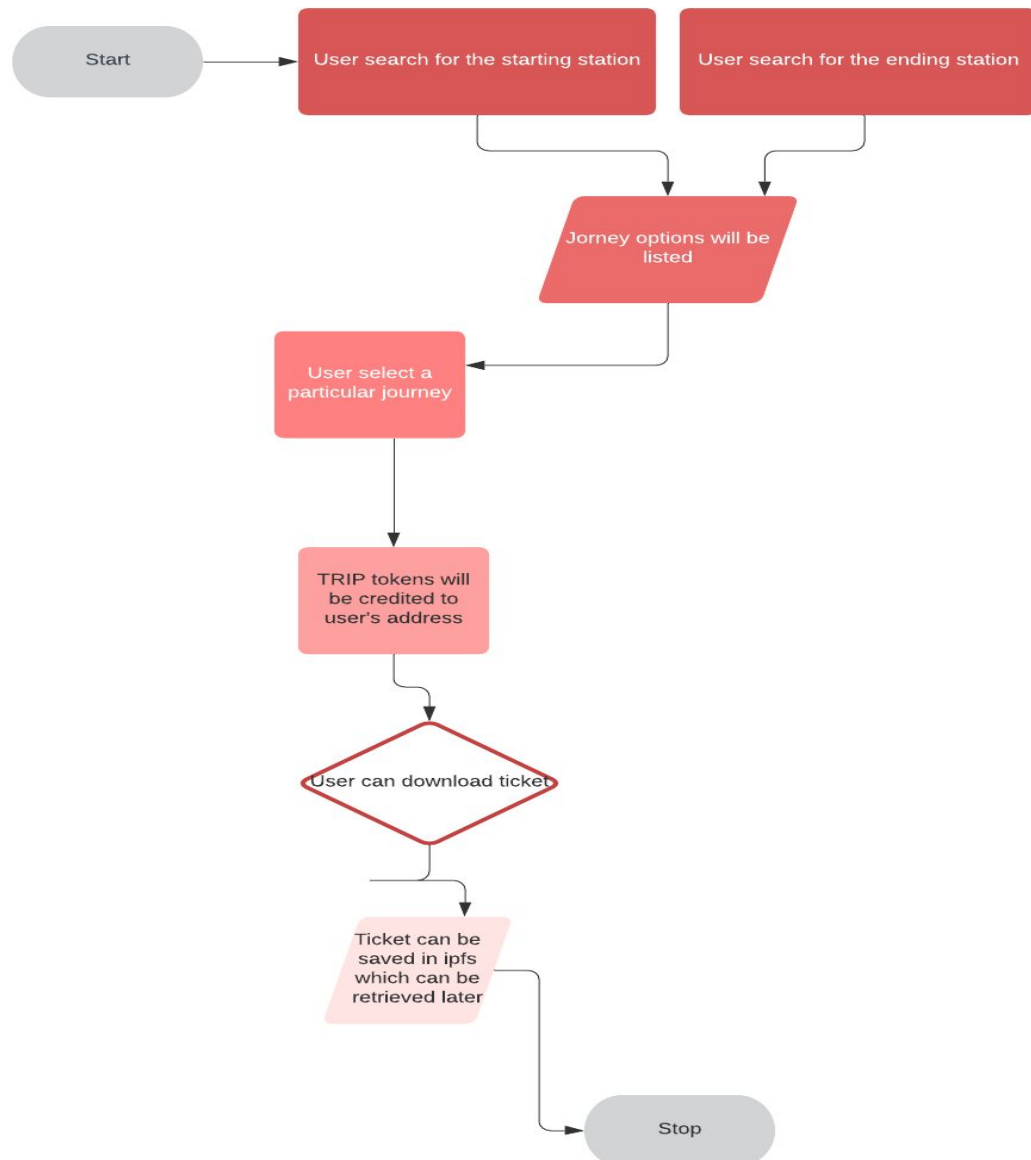 Start
User search for the starting station
User search for the ending station
Jorney options will be
listed
User select a
particular journey
TRIP tokens will
be credited to
user's address
User can download ticket
Ticket can be
saved in ipfs
which can be
retrieved later
Stop